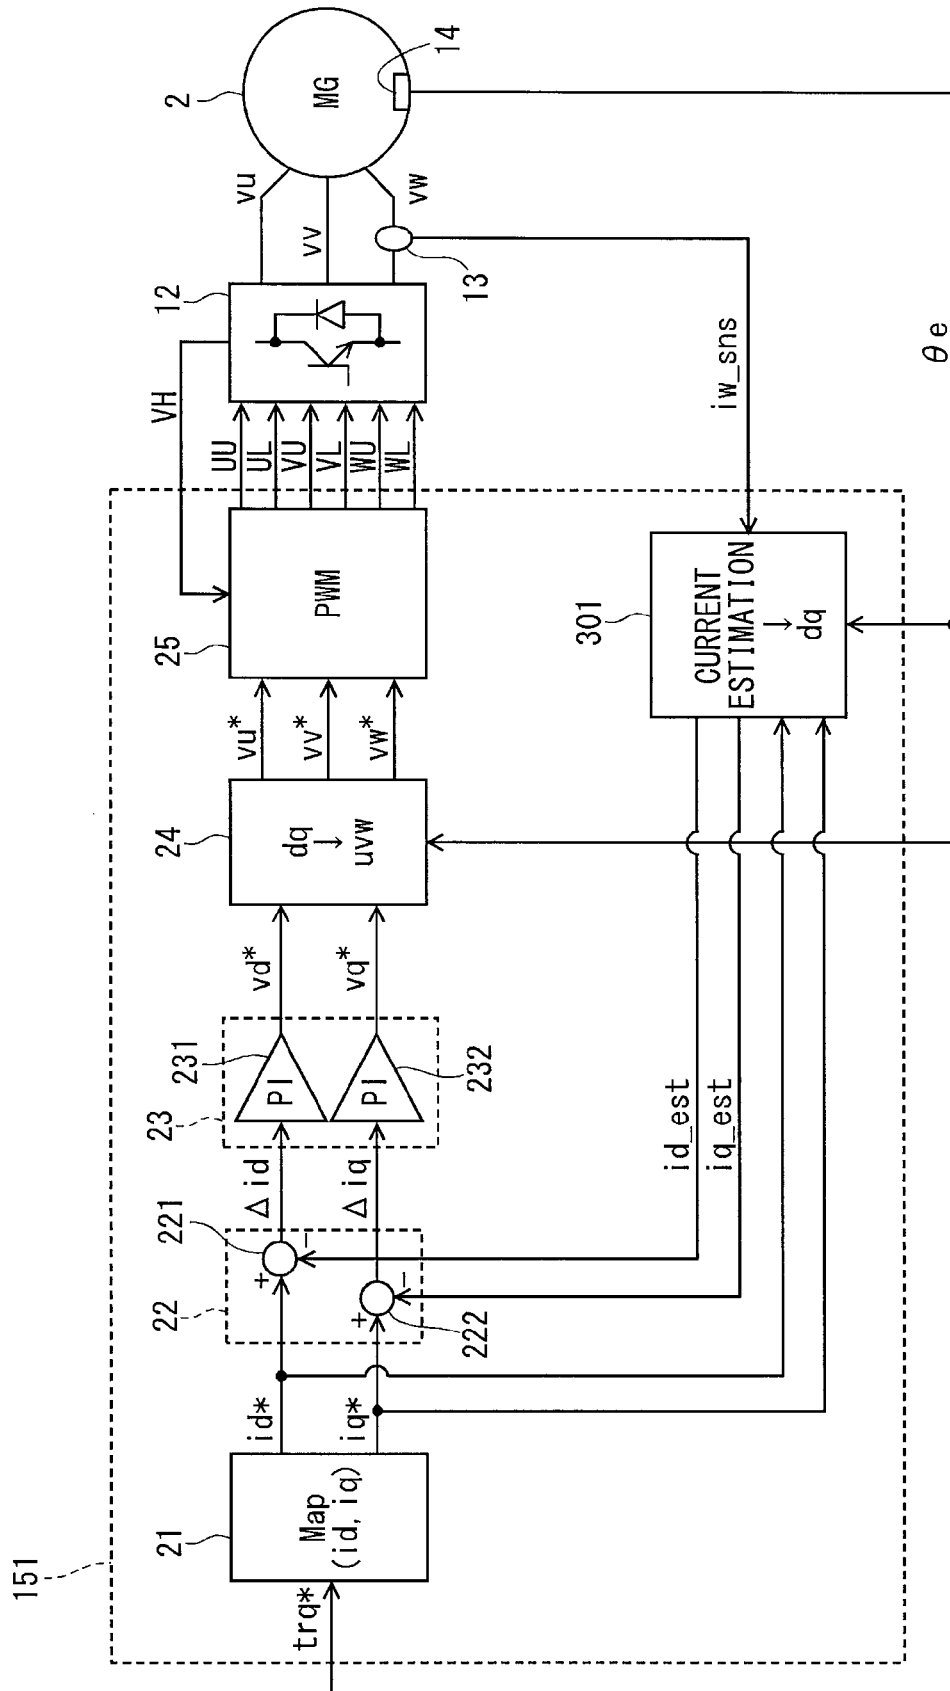 151
trq*
21
Map
(id, iq)
id*
iq*
22
221
222
+
-
+
-
Δid
Δiq
23
231
232
PI
PI
vd*
vq*
24
dq
↓
uvw
vu*
vv*
vw*
25
PWM
VH
UU
UL
VU
VL
WU
WL
12
vu
vv
vw
13
2
MG
14
iw_sns
301
CURRENT
ESTIMATION
↓
dq
id_est
iq_est
θe